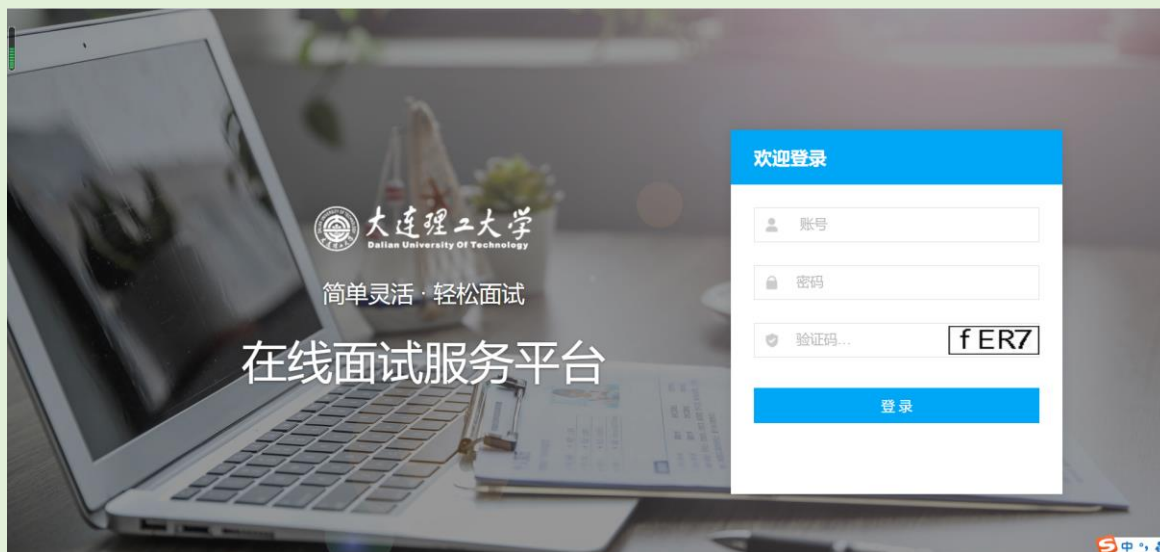 大连理工大学
Dalian University Of Technology
简单灵活 · 轻松面试
在线面试服务平台
欢迎登录
账号
密码
验证码...
fER7
登录
中